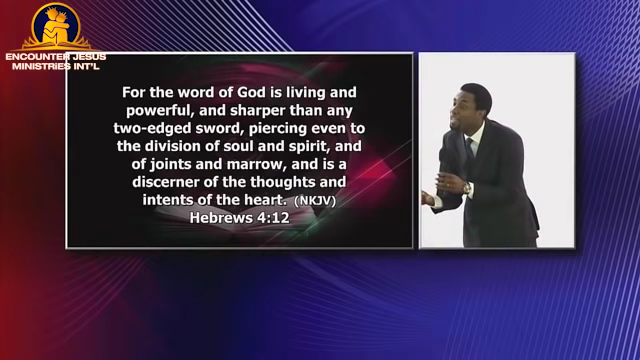 ENCOUNTER JESUS
MINISTRIES INT'L
For the word of God is living and
powerful, and sharper than any
two-edged sword, piercing even to
the division of soul and spirit, and
of joints and marrow, and is a
discerner of the thoughts and
intents of the heart. (NKJV)
Hebrews 4:12